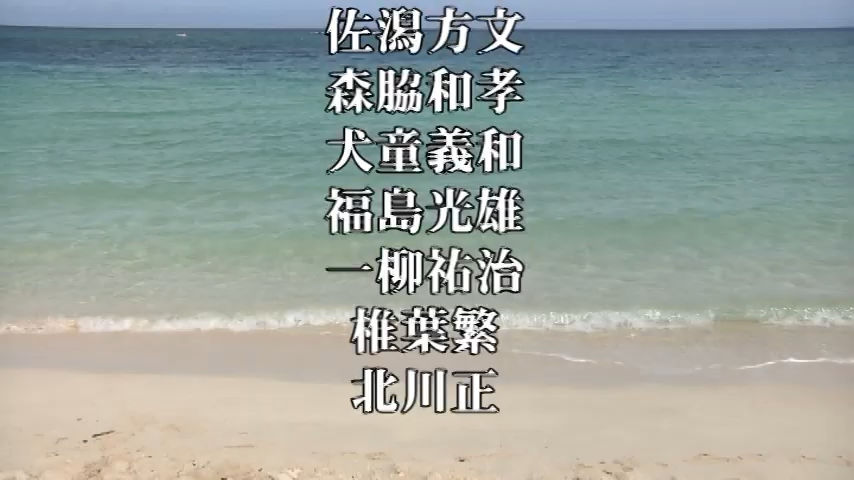 佐潟方文
森脇和孝
犬童義和
福島光雄
一柳祐治
椎葉繁
北川正